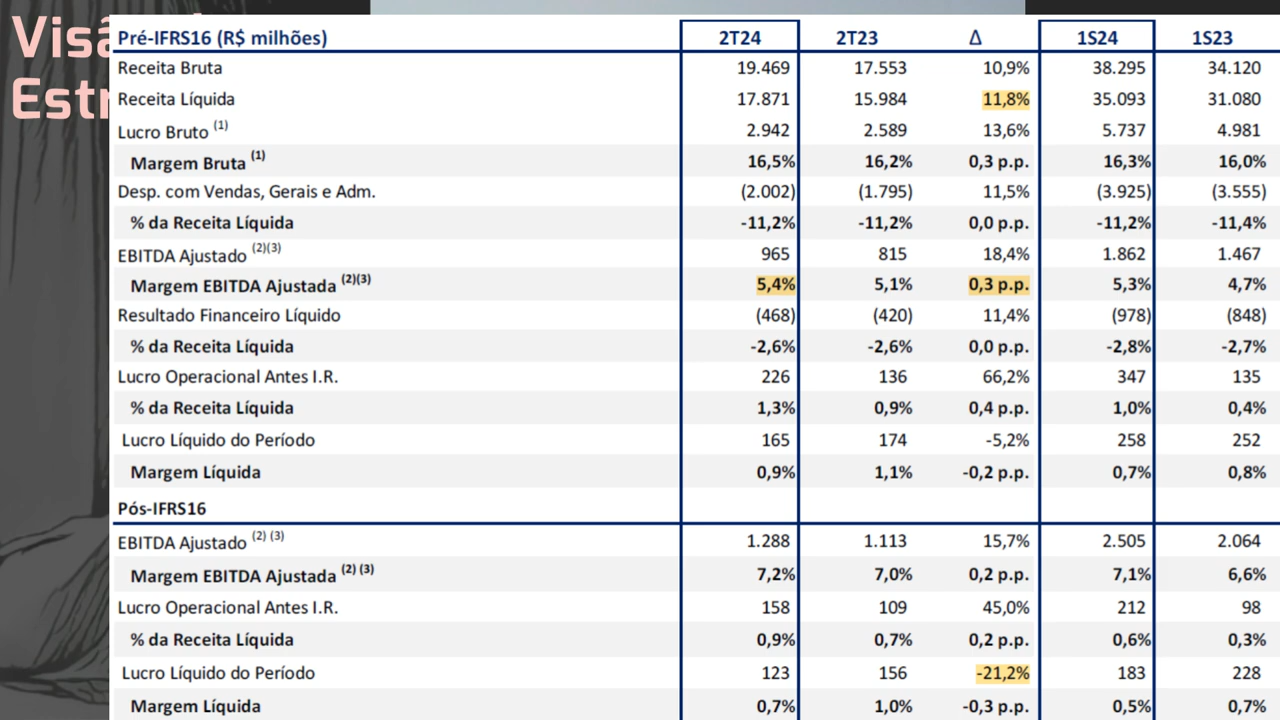 Vis
Estr
Pré-IFRS16 (R$ milhões) 2T24 2T23 Δ 1S24 1S23
Receita Bruta 19.469 17.553 10,9% 38.295 34.120
Receita Líquida 17.871 15.984 11,8% 35.093 31.080
Lucro Bruto (1) 2.942 2.589 13,6% 5.737 4.981
Margem Bruta (1) 16,5% 16,2% 0,3 p.p. 16,3% 16,0%
Desp. com Vendas, Gerais e Adm. (2.002) (1.795) 11,5% (3.925) (3.555)
% da Receita Líquida -11,2% -11,2% 0,0 p.p. -11,2% -11,4%
EBITDA Ajustado (2)(3) 965 815 18,4% 1.862 1.467
Margem EBITDA Ajustada (2)(3) 5,4% 5,1% 0,3 p.p. 5,3% 4,7%
Resultado Financeiro Líquido (468) (420) 11,4% (978) (848)
% da Receita Líquida -2,6% -2,6% 0,0 p.p. -2,8% -2,7%
Lucro Operacional Antes I.R. 226 136 66,2% 347 135
% da Receita Líquida 1,3% 0,9% 0,4 p.p. 1,0% 0,4%
Lucro Líquido do Período 165 174 -5,2% 258 252
Margem Líquida 0,9% 1,1% -0,2 p.p. 0,7% 0,8%
Pós-IFRS16
EBITDA Ajustado (2) (3) 1.288 1.113 15,7% 2.505 2.064
Margem EBITDA Ajustada (2) (3) 7,2% 7,0% 0,2 p.p. 7,1% 6,6%
Lucro Operacional Antes I.R. 158 109 45,0% 212 98
% da Receita Líquida 0,9% 0,7% 0,2 p.p. 0,6% 0,3%
Lucro Líquido do Período 123 156 -21,2% 183 228
Margem Líquida 0,7% 1,0% -0,3 p.p. 0,5% 0,7%